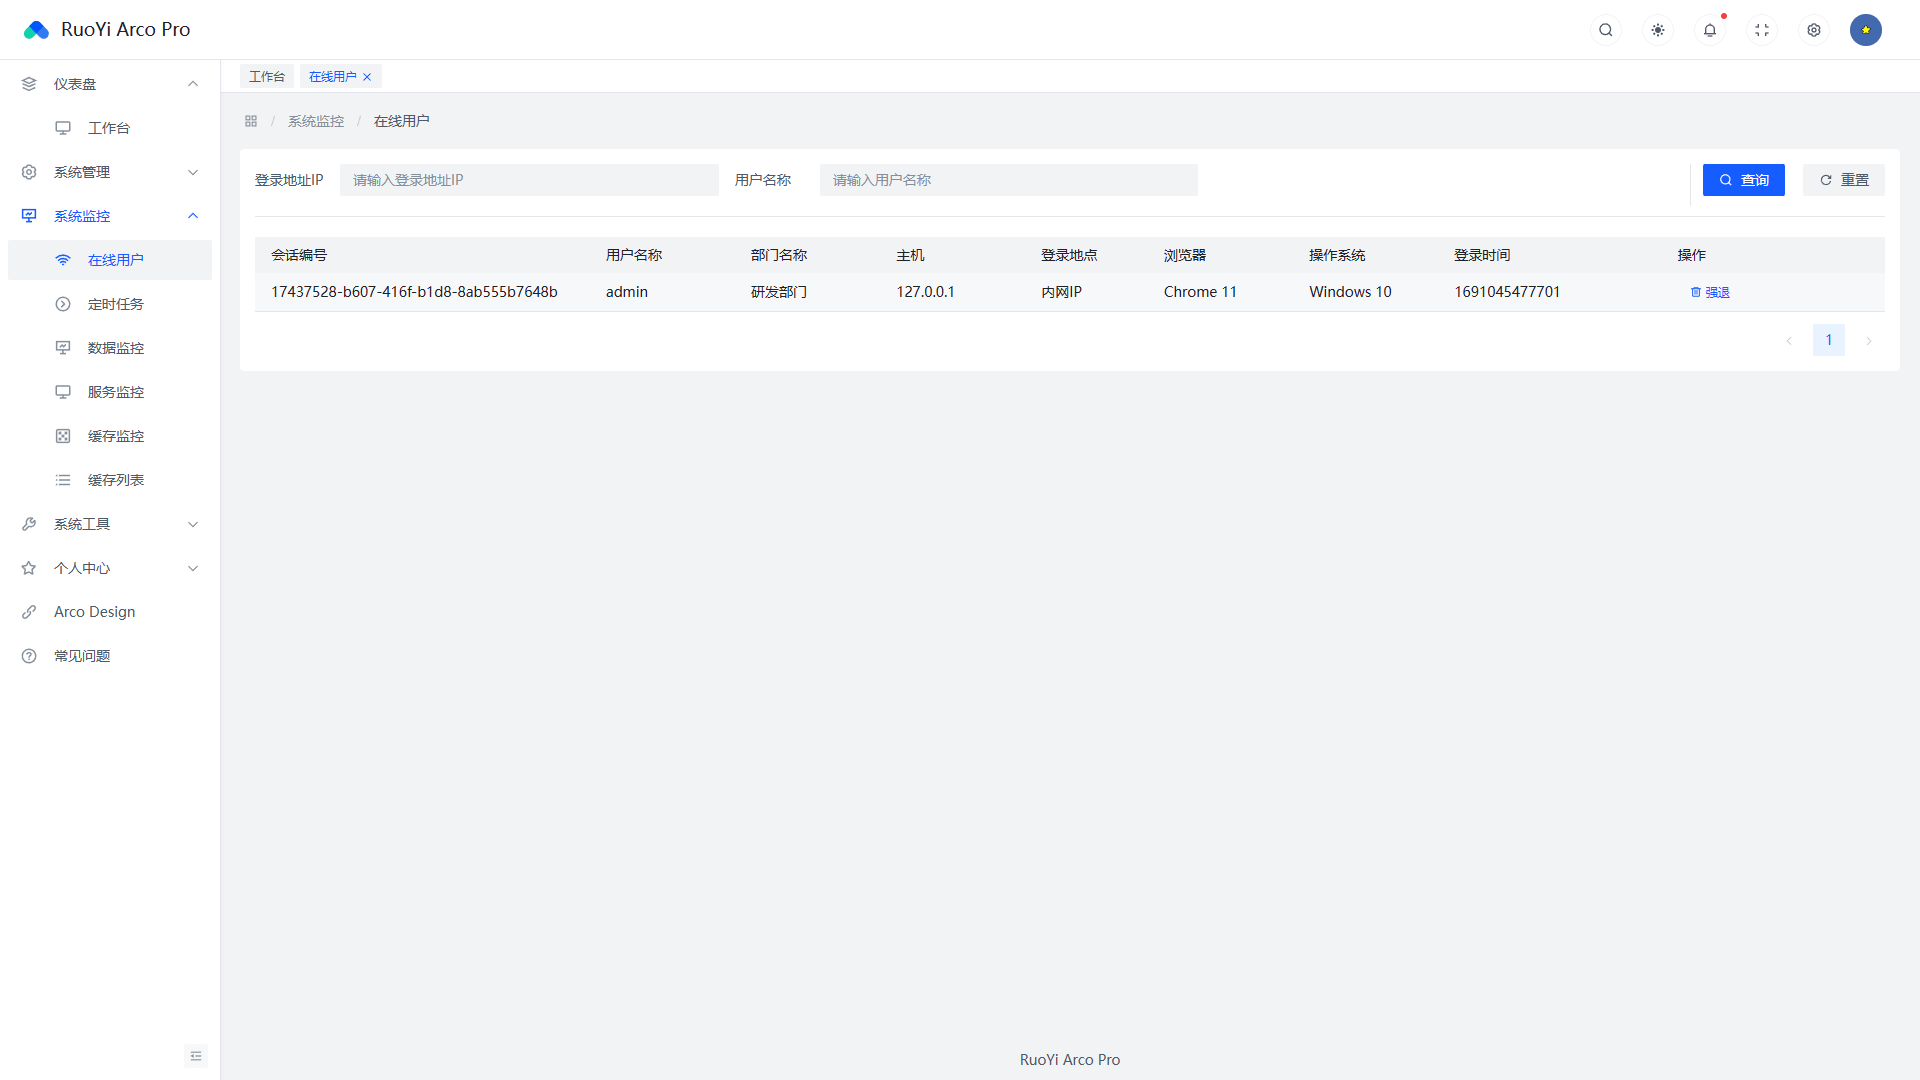 RuoYi Arco Pro
仪表盘
工作台
系统管理
系统监控
在线用户
定时任务
数据监控
服务监控
缓存监控
缓存列表
系统工具
个人中心
Arco Design
常见问题
工作台 在线用户
/ 系统监控 / 在线用户
登录地址IP 请输入登录地址IP 用户名称 请输入用户名称 查询 重置
会话编号 用户名称 部门名称 主机 登录地点 浏览器 操作系统 登录时间 操作
17437528-b607-416f-b1d8-8ab555b7648b admin 研发部门 127.0.0.1 内网IP Chrome 11 Windows 10 1691045477701 强退
1
RuoYi Arco Pro